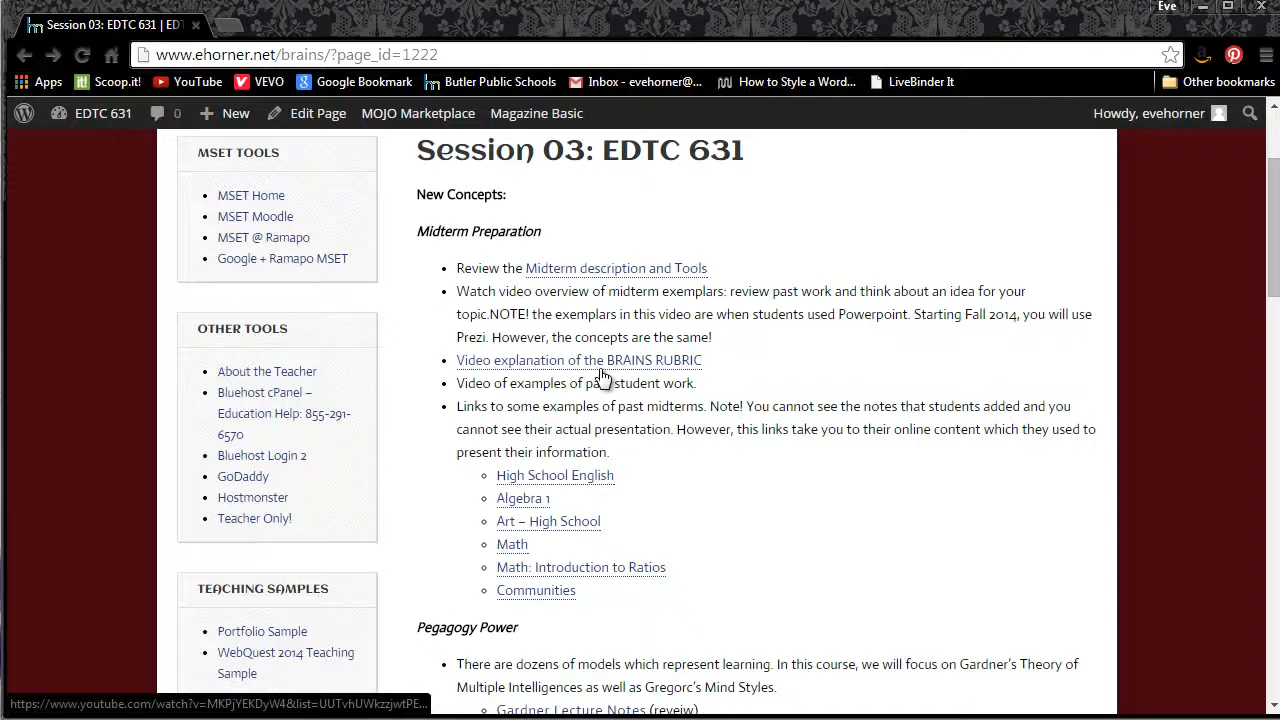 Eve
Session 03: EDTC 631 | EDT
www.ehorner.net/brains/?page_id=1222
Apps
it!
Scoop.it!
YouTube
VEVO
Google Bookmark
Butler Public Schools
Inbox - evehorner@...
How to Style a Word...
LiveBinder It
Other bookmarks
EDTC 631
0
New
Edit Page
MOJO Marketplace
Magazine Basic
Howdy, evehorner
MSET TOOLS
MSET Home
MSET Moodle
MSET @ Ramapo
Google + Ramapo MSET
OTHER TOOLS
About the Teacher
Bluehost cPanel –
Education Help: 855-291-
6570
Bluehost Login 2
GoDaddy
Hostmonster
Teacher Only!
TEACHING SAMPLES
Portfolio Sample
WebQuest 2014 Teaching
Sample
Session 03: EDTC 631
New Concepts:
Midterm Preparation
Review the Midterm description and Tools
Watch video overview of midterm exemplars: review past work and think about an idea for your
topic.NOTE! the exemplars in this video are when students used Powerpoint. Starting Fall 2014, you will use
Prezi. However, the concepts are the same!
Video explanation of the BRAINS RUBRIC
Video of examples of past student work.
Links to some examples of past midterms. Note! You cannot see the notes that students added and you
cannot see their actual presentation. However, this links take you to their online content which they used to
present their information.
High School English
Algebra 1
Art – High School
Math
Math: Introduction to Ratios
Communities
Pegagogy Power
There are dozens of models which represent learning. In this course, we will focus on Gardner's Theory of
Multiple Intelligences as well as Gregorc's Mind Styles.
Gardner Lecture Notes (reveiw)
https://www.youtube.com/watch?v=MKPjYEKDyW4&list=UUTvhUWkzzjwtPE...